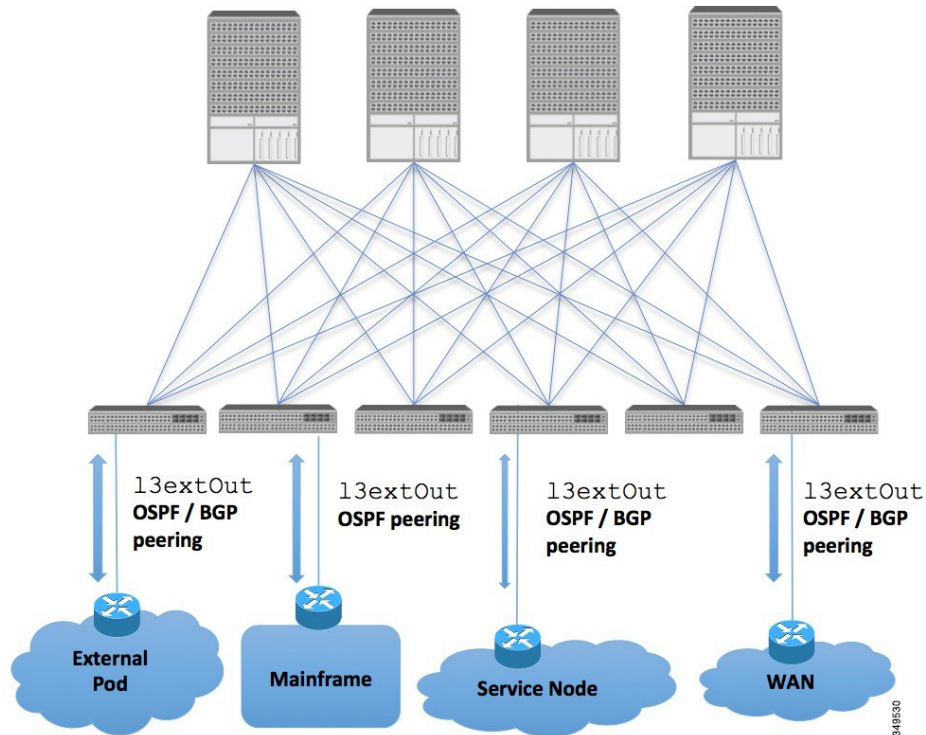 l3extOut
OSPF / BGP
peering
l3extOut
OSPF peering
l3extOut
OSPF / BGP
peering
l3extOut
OSPF / BGP
peering
External
Pod
Mainframe
Service Node
WAN
349530